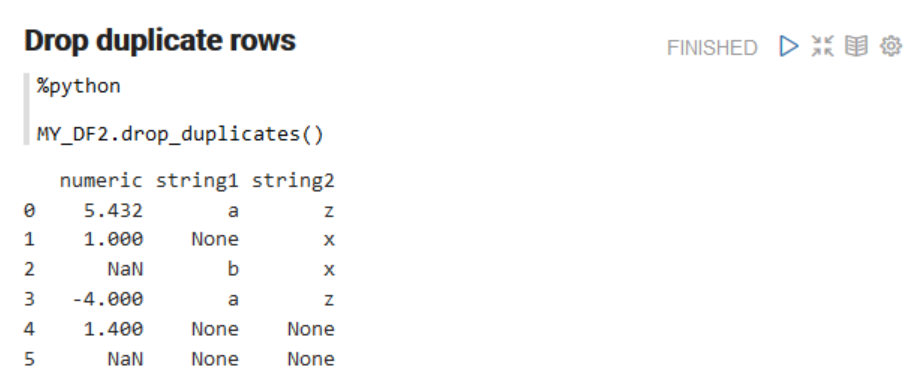 Drop duplicate rows
FINISHED
%python
MY_DF2.drop_duplicates()
numeric string1 string2
0 5.432 a z
1 1.000 None x
2 NaN b x
3 -4.000 a z
4 1.400 None None
5 NaN None None